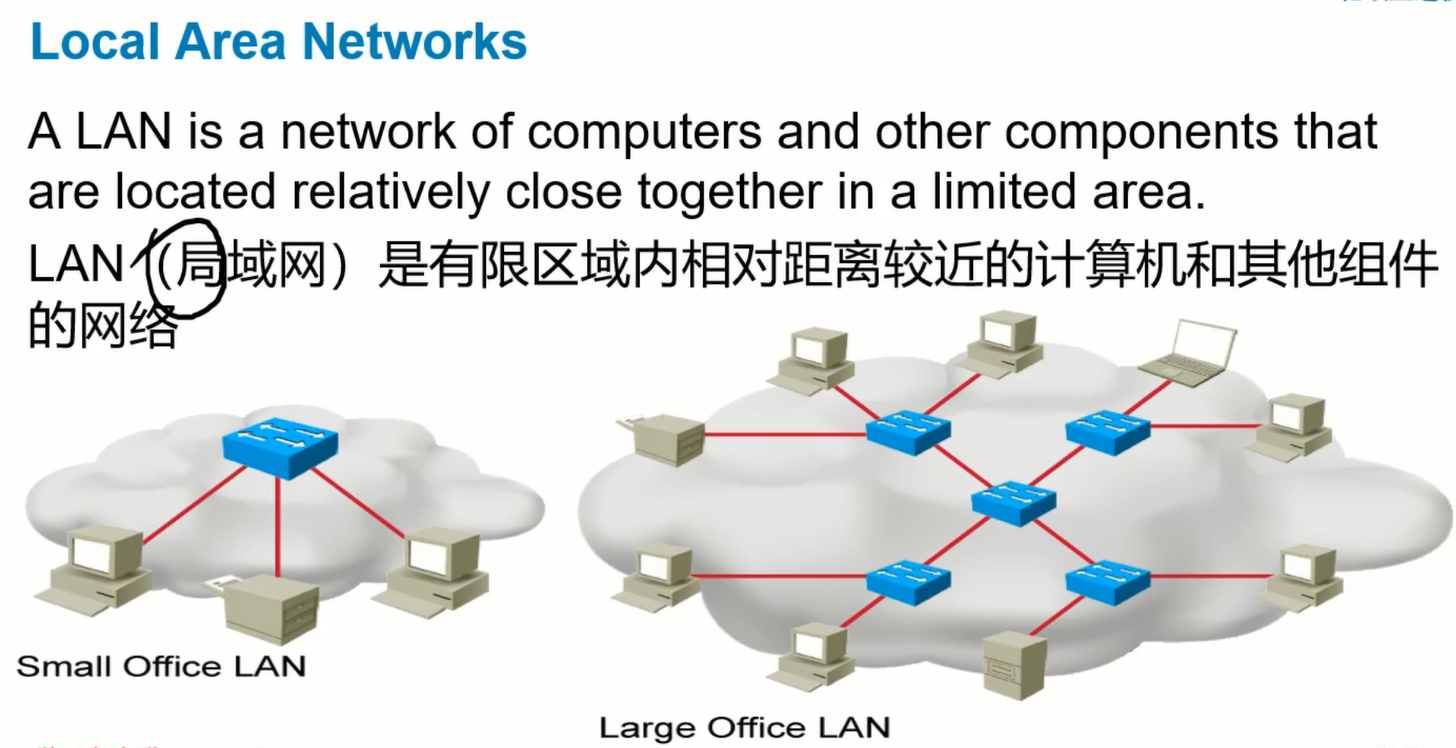 Local Area Networks
A LAN is a network of computers and other components that
are located relatively close together in a limited area.
LAN（局域网）是有限区域内相对距离较近的计算机和其他组件
的网络
Small Office LAN
Large Office LAN